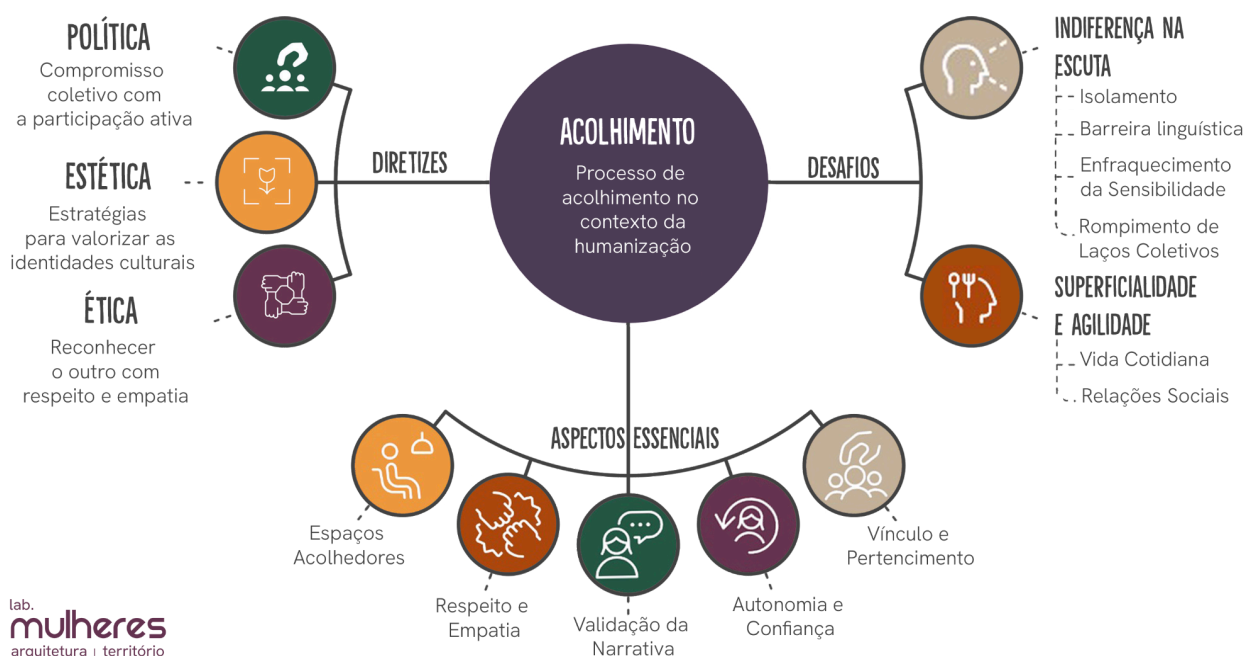 POLÍTICA
Compromisso
coletivo com
a participação ativa
ESTÉTICA
Estratégias
para valorizar as
identidades culturais
ÉTICA
Reconhecer
o outro com
respeito e empatia
DIRETIZES
ACOLHIMENTO
Processo de
acolhimento no
contexto da
humanização
DESAFIOS
INDIFERENÇA NA
ESCUTA
Isolamento
Barreira linguística
Enfraquecimento
da Sensibilidade
Rompimento de
Laços Coletivos
SUPERFICIALIDADE
E AGILIDADE
Vida Cotidiana
Relações Sociais
ASPECTOS ESSENCIAIS
Espaços
Acolhedores
Respeito e
Empatia
Validação da
Narrativa
Autonomia e
Confiança
Vínculo e
Pertencimento
lab.
mulheres
arquitetura | território